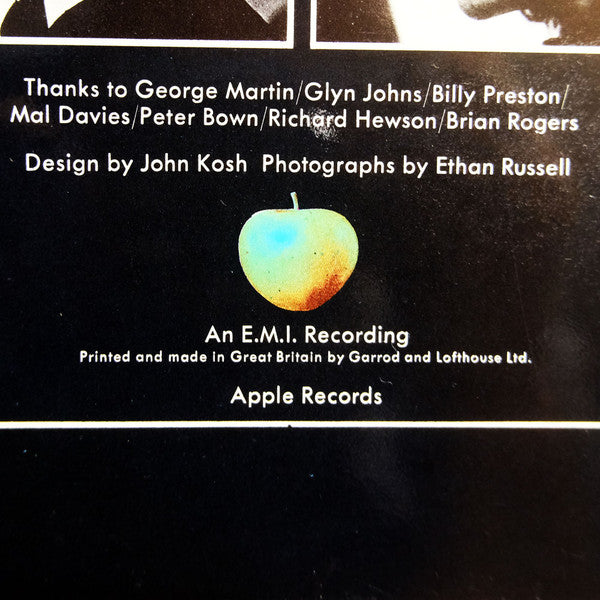 Thanks to George Martin/Glyn Johns/Billy Preston/
Mal Davies/Peter Bown/Richard Hewson/Brian Rogers
Design by John Kosh Photographs by Ethan Russell
An E.M.I. Recording
Printed and made in Great Britain by Garrod and Lofthouse Ltd.
Apple Records